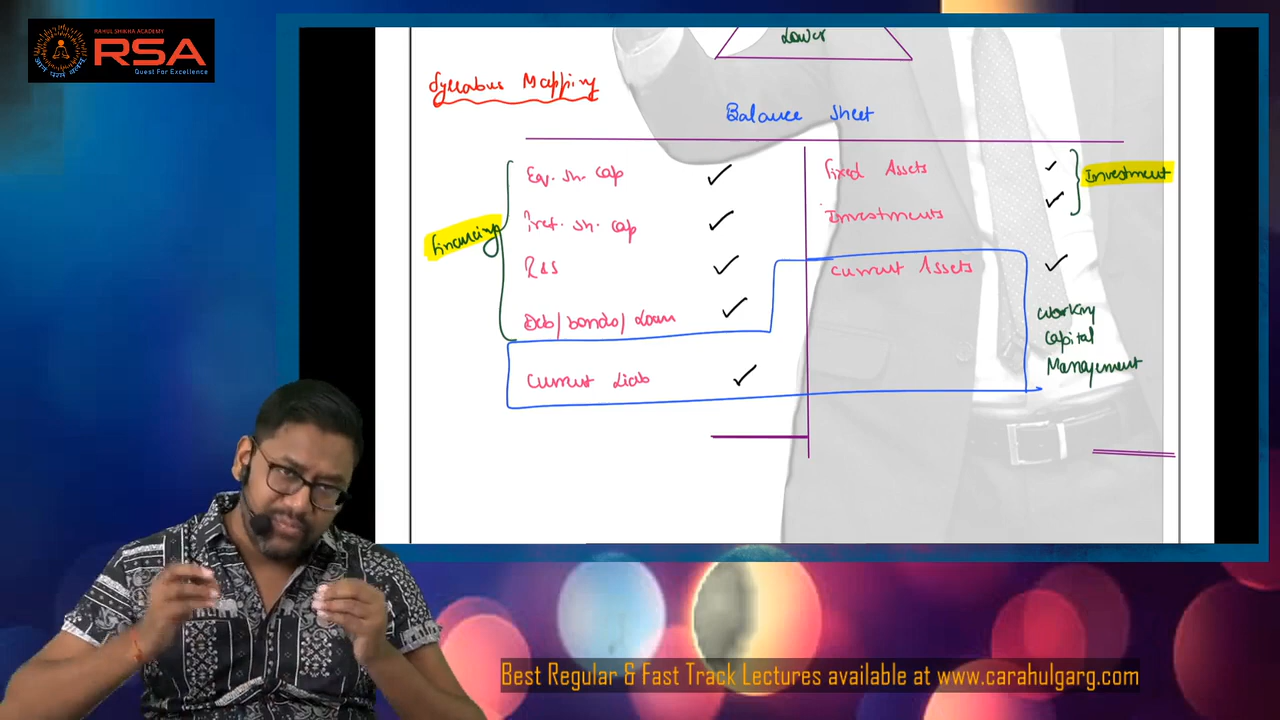 RAHUL SHIKHA ACADEMY
RSA
Quest For Excellence
Lower
Syllabus Mapping
Balance Sheet
Eq. Sh. Cap
Fixed Assets
Investment
Pref. Sh. Cap
Investments
Financing
R&S
Current Assets
Deb/bonds/Loan
Working
Capital
Management
Current Liab
Best Regular & Fast Track Lectures available at www.carahulgarg.com